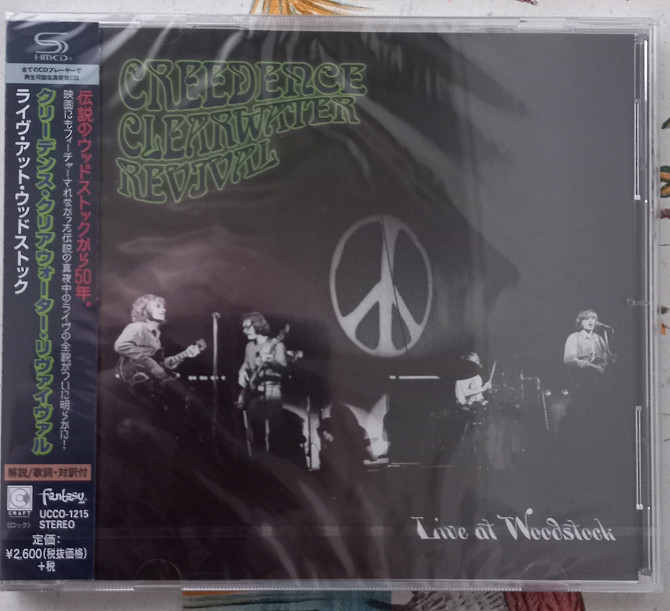 SHM-CD
全てのCDプレーヤーで
再生可能な高音質CD
伝説のウッドストックから50年。
映画にもフィーチャーされなかった伝説の真夜中のライヴの全貌がついに明らかに!
クリーデンス・クリアウォーター・リヴァイヴァル
ライヴ・アット・ウッドストック
解説/歌詞・対訳付
CRAFT
Fantasy
UCCO-1215
〈ロック〉
STEREO
定価:
¥2,600(税抜価格)
+税
CREEDENCE
CLEARWATER
REVIVAL
Live at Woodstock